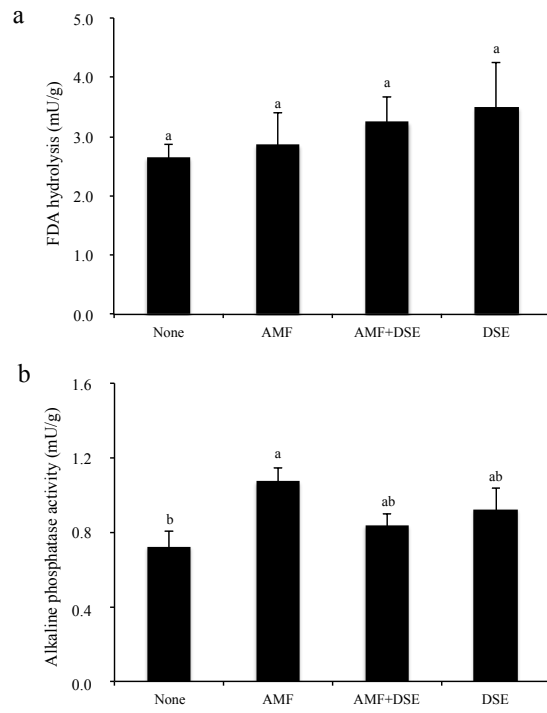 a
FDA hydrolysis (mU/g)
5.0
4.0
3.0
2.0
1.0
0.0
a
a
a
a
None AMF AMF+DSE DSE
b
Alkaline phosphatase activity (mU/g)
1.6
1.2
0.8
0.4
0.0
b
a
ab
ab
None AMF AMF+DSE DSE